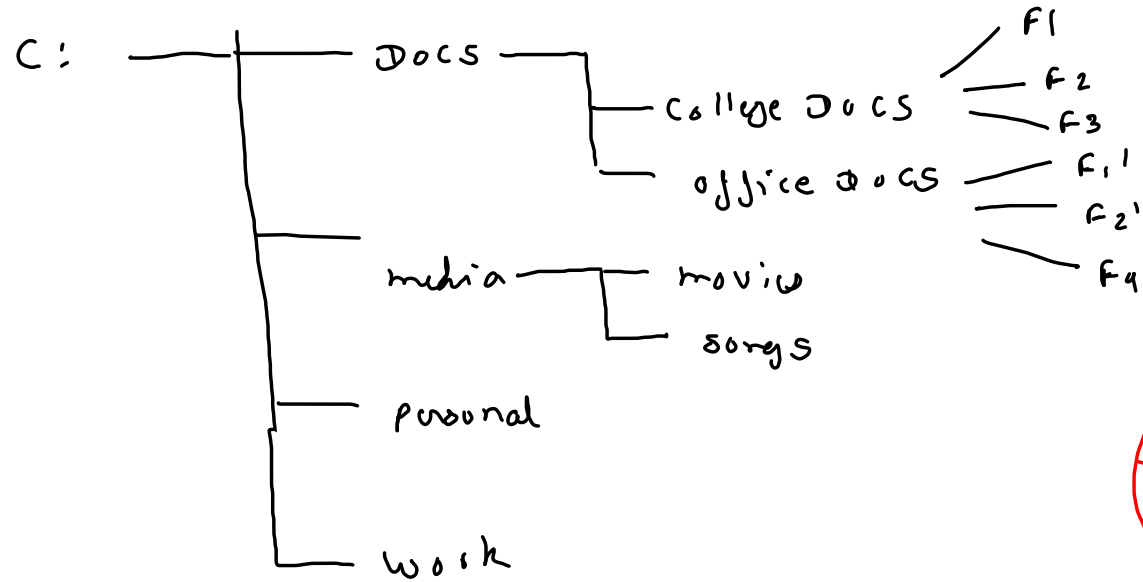 C:
DOCS
College DOCS
F1
F2
F3
office DOCS
F1'
F2'
F4
media
movies
songs
personal
work